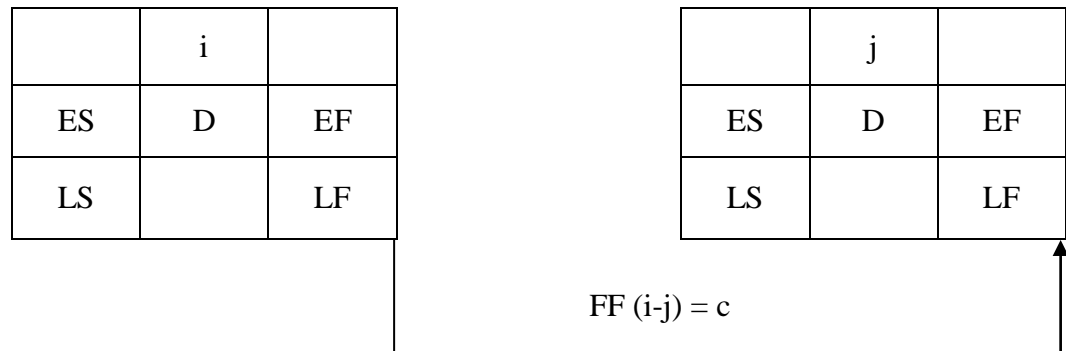 i j
ES D EF ES D EF
LS LF LS LF
FF (i-j) = c